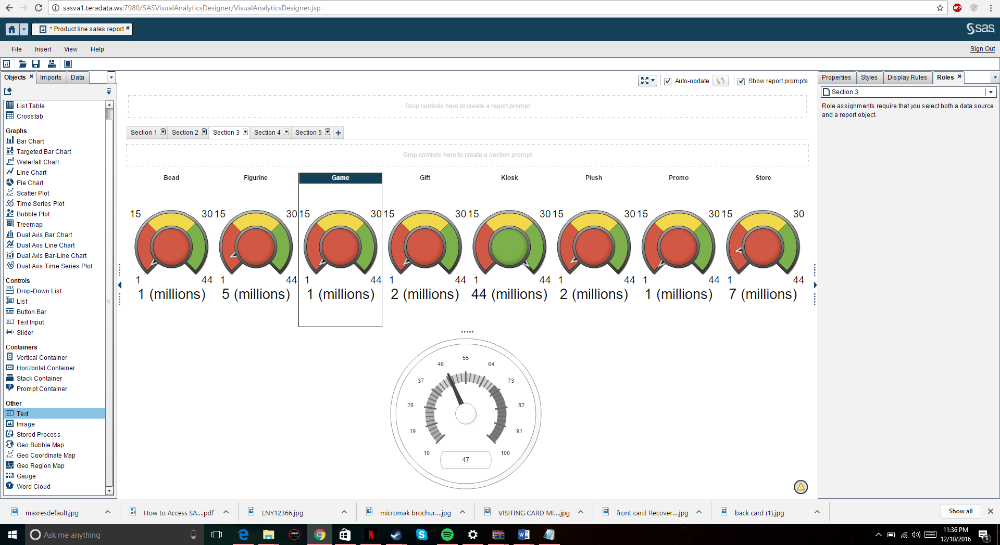 sasva1.teradata.ws:7980/SASVisualAnalyticsDesigner/VisualAnalyticsDesigner.jsp
ABP
* Product line sales report
sas
File Insert View Help
Sign Out
Objects Imports Data
Auto-update
Show report prompts
Properties Styles Display Rules Roles
Section 3
Role assignments require that you select both a data source
and a report object.
List Table
Crosstab
Graphs
Bar Chart
Targeted Bar Chart
Waterfall Chart
Line Chart
Pie Chart
Scatter Plot
Time Series Plot
Bubble Plot
Treemap
Dual Axis Bar Chart
Dual Axis Line Chart
Dual Axis Bar-Line Chart
Dual Axis Time Series Plot
Controls
Drop-Down List
List
Button Bar
Text Input
Slider
Containers
Vertical Container
Horizontal Container
Stack Container
Prompt Container
Other
Text
Image
Stored Process
Geo Bubble Map
Geo Coordinate Map
Geo Region Map
Gauge
Word Cloud
Drop controls here to create a report prompt
Section 1 Section 2 Section 3 Section 4 Section 5 +
Drop controls here to create a section prompt
Bead Figurine Game Gift Kiosk Plush Promo Store
15 30 15 30 15 30 15 30 15 30 15 30 15 30 15 30
1 44 1 44 1 44 1 44 1 44 1 44 1 44 1 44
1 (millions) 5 (millions) 1 (millions) 2 (millions) 44 (millions) 2 (millions) 1 (millions) 7 (millions)
55
46 64
37 73
28 82
19 91
10 100
47
maxresdefault.jpg
How to Access SA....pdf
LNY12366.jpg
micromak brochur....jpg
VISITING CARD MI....jpg
front card-Recover....jpg
back card (1).jpg
Show all
Ask me anything
11:36 PM
12/10/2016
1